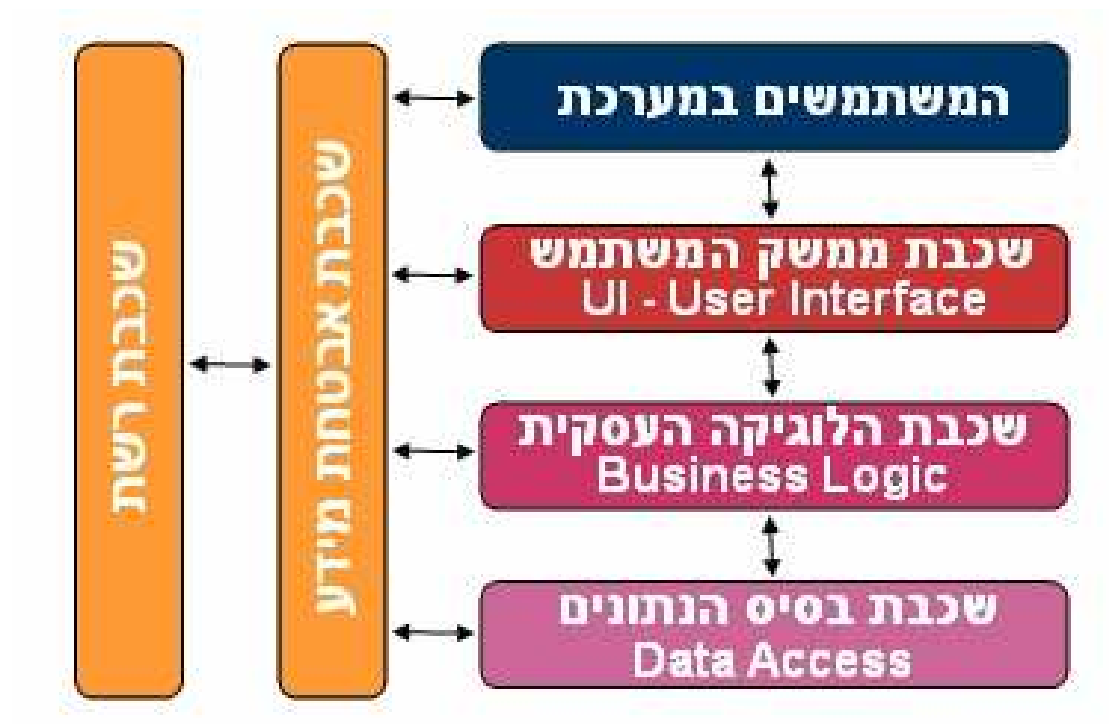 המשתמשים במערכת
שכבת ממשק המשתמש
UI - User Interface
שכבת הלוגיקה העסקית
Business Logic
שכבת בסיס הנתונים
Data Access
שכבת אבטחת מידע
שכבת רשת